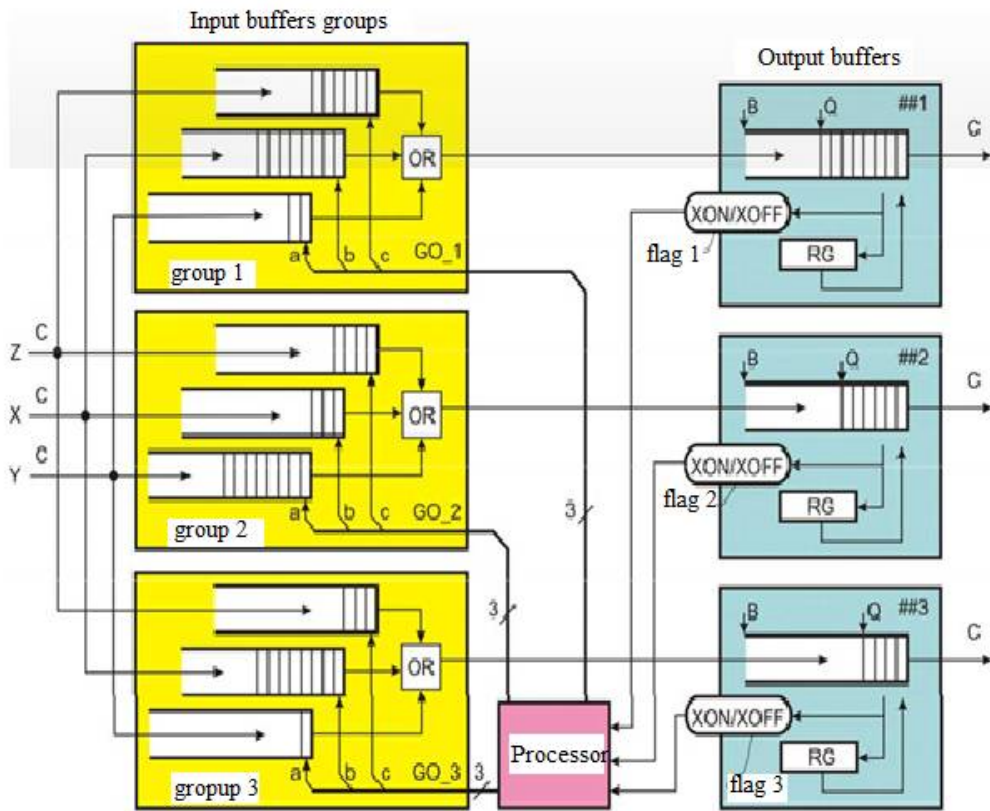 Input buffers groups
Output buffers
##1
B
Q
C
OR
XON/XOFF
flag 1
RG
a
b
c
GO_1
group 1
##2
Z
C
X
C
Y
C
B
Q
C
OR
XON/XOFF
flag 2
RG
a
b
c
GO_2
group 2
3
3
##3
B
Q
C
OR
XON/XOFF
flag 3
RG
Processor
a
b
c
GO_3
3
gropup 3